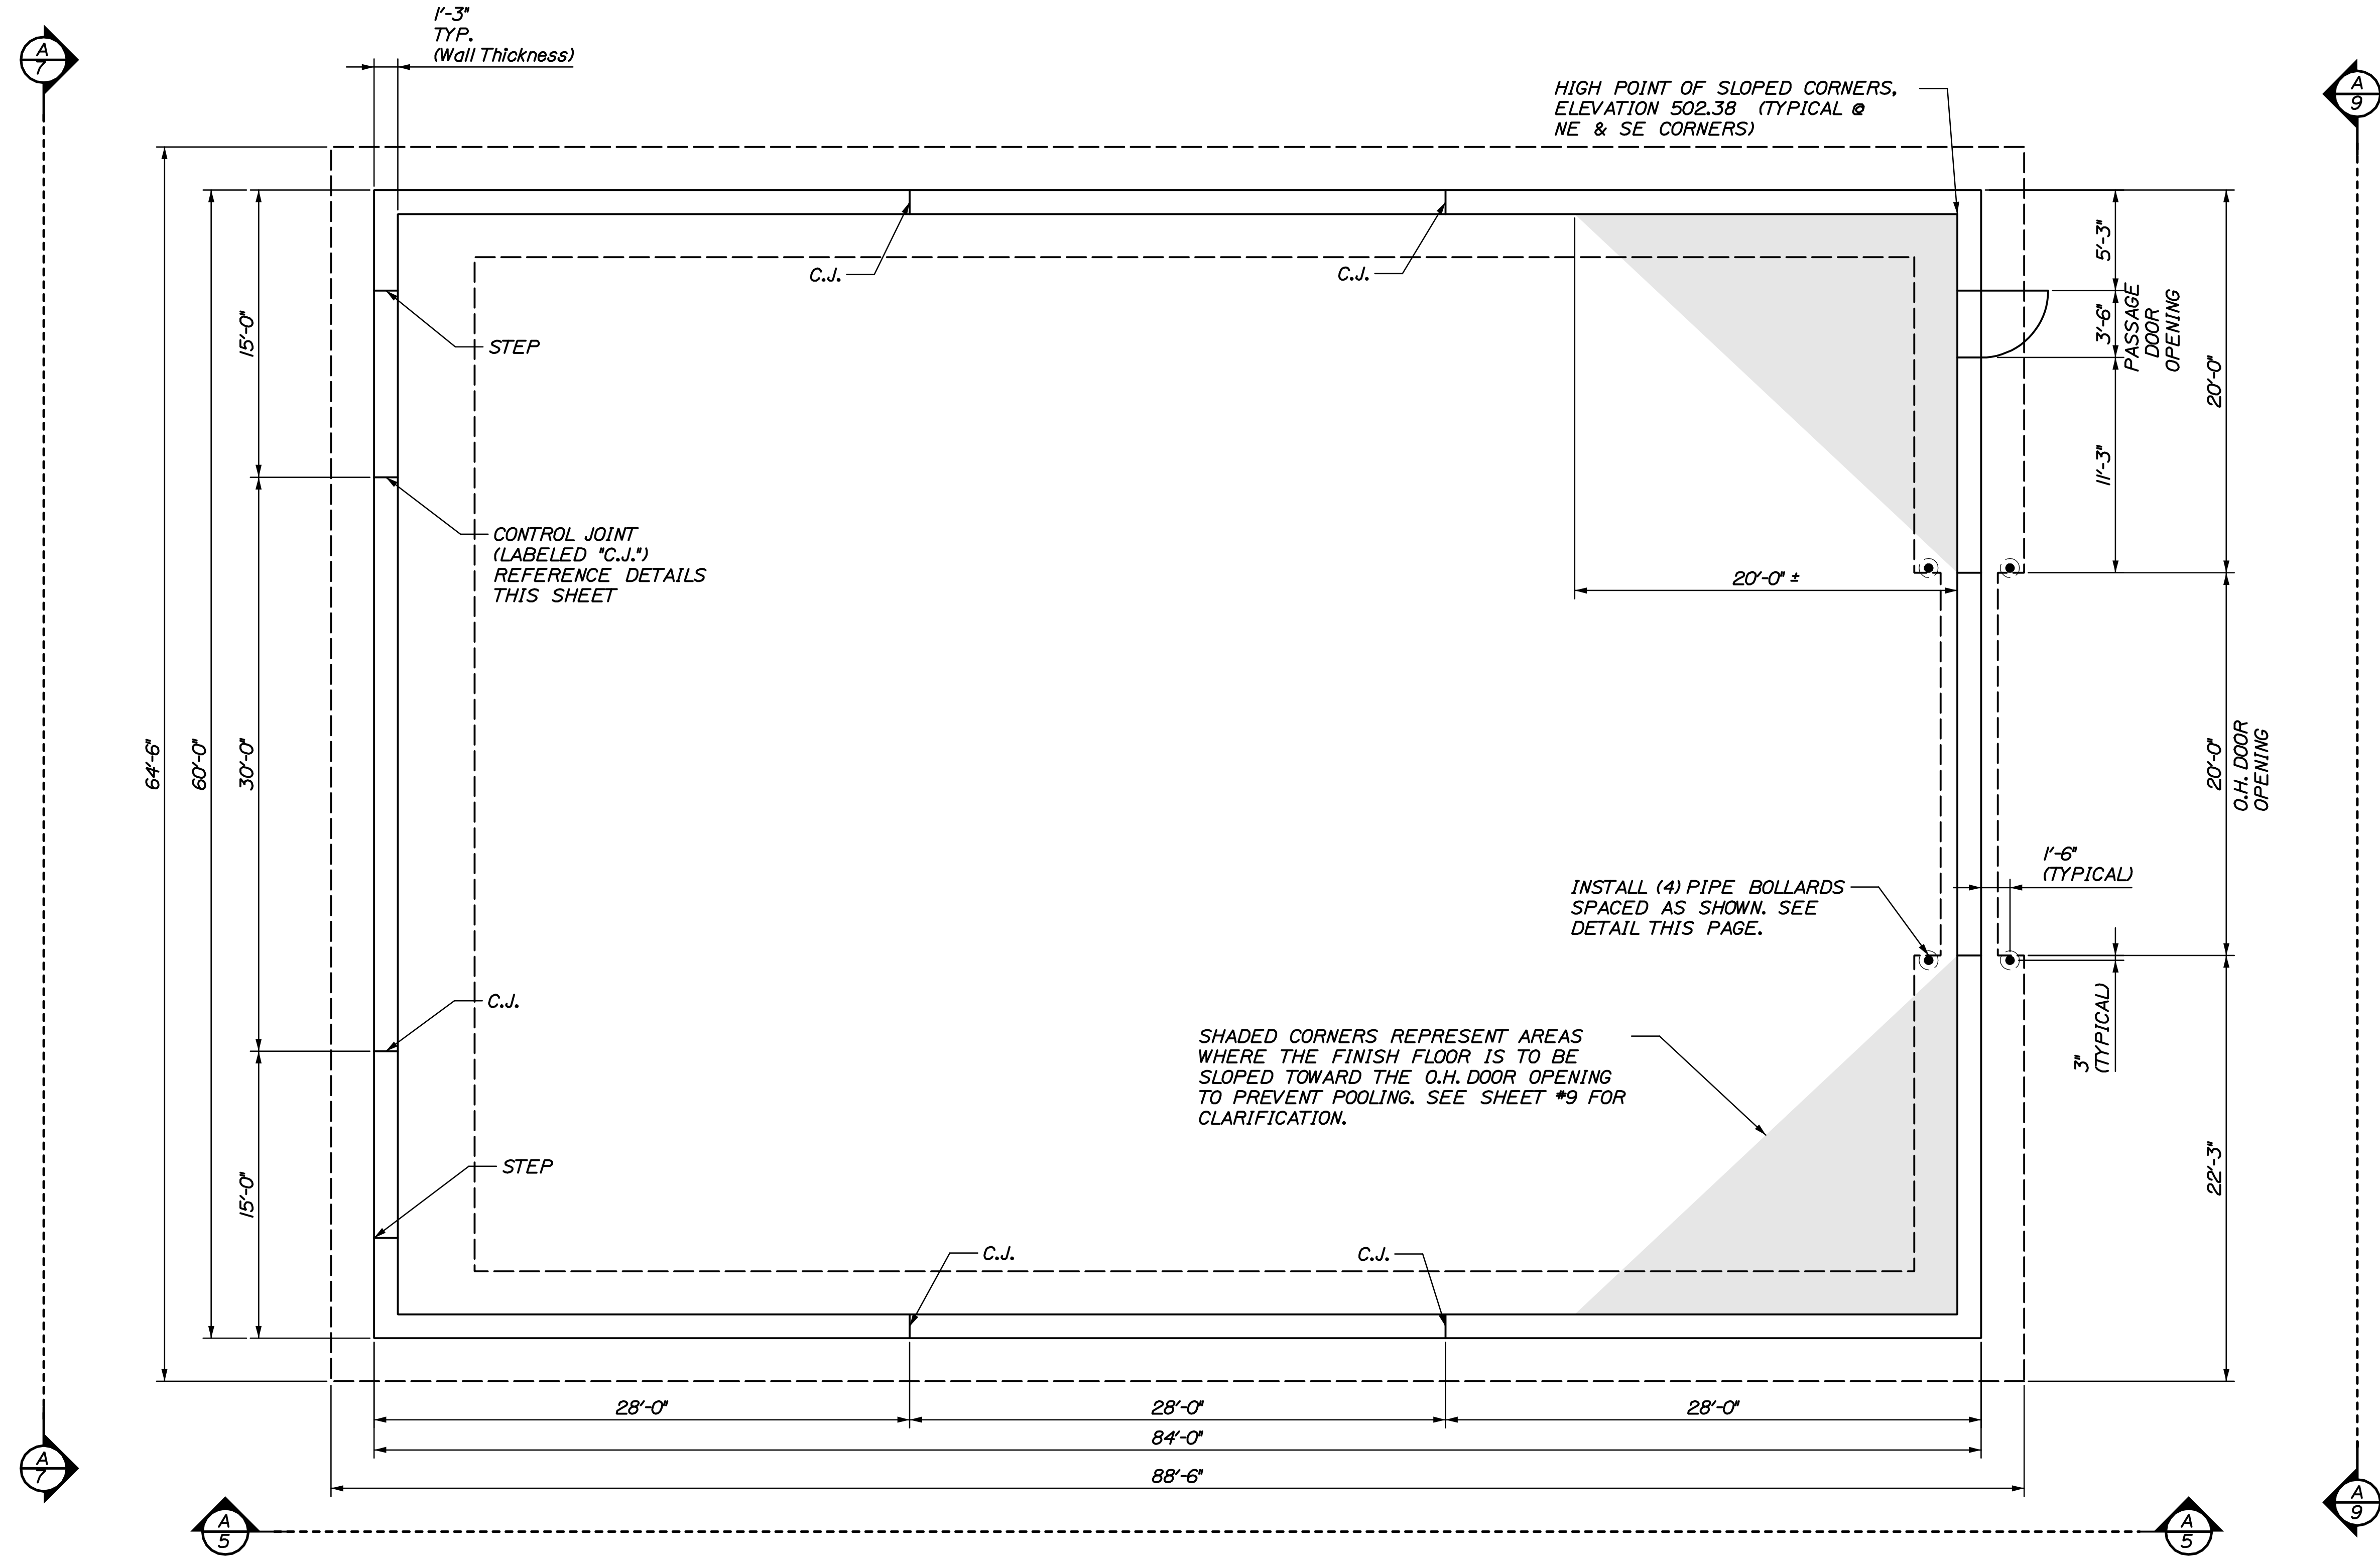 1'-3"
TYP.
(Wall Thickness)
A
7
A
9
HIGH POINT OF SLOPED CORNERS,
ELEVATION 502.38 (TYPICAL @
NE & SE CORNERS)
C.J.
C.J.
5'-3"
3'-6"
PASSAGE
DOOR
OPENING
20'-0"
11'-3"
15'-0"
STEP
CONTROL JOINT
(LABELED "C.J.")
REFERENCE DETAILS
THIS SHEET
20'-0" ±
64'-6"
60'-0"
30'-0"
20'-0"
O.H. DOOR
OPENING
1'-6"
(TYPICAL)
INSTALL (4) PIPE BOLLARDS
SPACED AS SHOWN. SEE
DETAIL THIS PAGE.
C.J.
3"
(TYPICAL)
SHADED CORNERS REPRESENT AREAS
WHERE THE FINISH FLOOR IS TO BE
SLOPED TOWARD THE O.H. DOOR OPENING
TO PREVENT POOLING. SEE SHEET #9 FOR
CLARIFICATION.
STEP
15'-0"
22'-3"
C.J.
C.J.
28'-0"
28'-0"
28'-0"
84'-0"
88'-6"
A
7
A
9
A
5
A
5